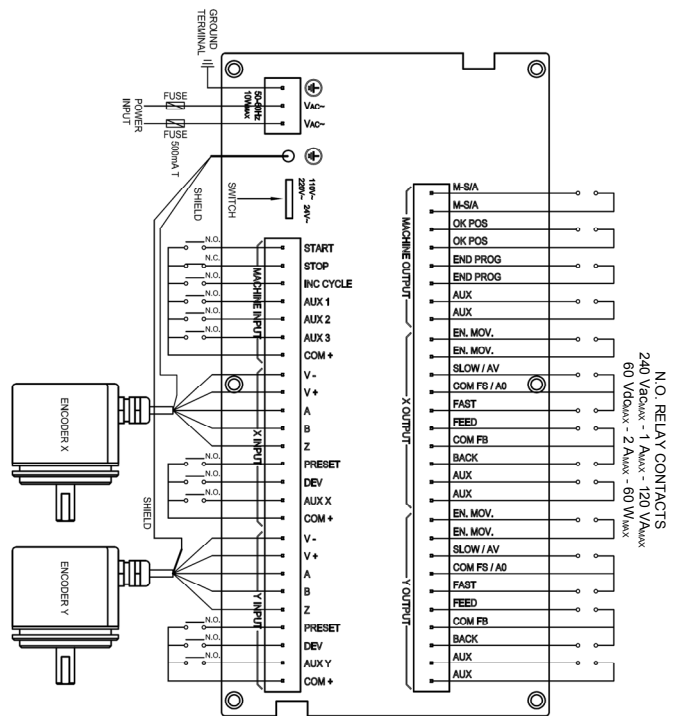 GROUND
TERMINAL
FUSE
POWER
INPUT
FUSE
500mA T
50-60Hz
10WMAX
VAC~
VAC~
110V~
220V~
24V~
SWITCH
SHIELD
N.O.
N.C.
N.O.
N.O.
N.O.
N.O.
MACHINE INPUT
START
STOP
INC CYCLE
AUX 1
AUX 2
AUX 3
COM +
X INPUT
V -
V +
A
B
Z
N.O.
N.O.
N.O.
PRESET
DEV
AUX X
COM +
ENCODER X
SHIELD
Y INPUT
V -
V +
A
B
Z
N.O.
N.O.
N.O.
PRESET
DEV
AUX Y
COM +
ENCODER Y
MACHINE OUTPUT
M-S/A
M-S/A
OK POS
OK POS
END PROG
END PROG
AUX
AUX
X OUTPUT
EN. MOV.
EN. MOV.
SLOW / AV
COM FS / A0
FAST
FEED
COM FB
BACK
AUX
AUX
Y OUTPUT
EN. MOV.
EN. MOV.
SLOW / AV
COM FS / A0
FAST
FEED
COM FB
BACK
AUX
AUX
N.O. RELAY CONTACTS
240 VacMAX - 1 AMAX - 120 VAMAX
60 VdcMAX - 2 AMAX - 60 WMAX